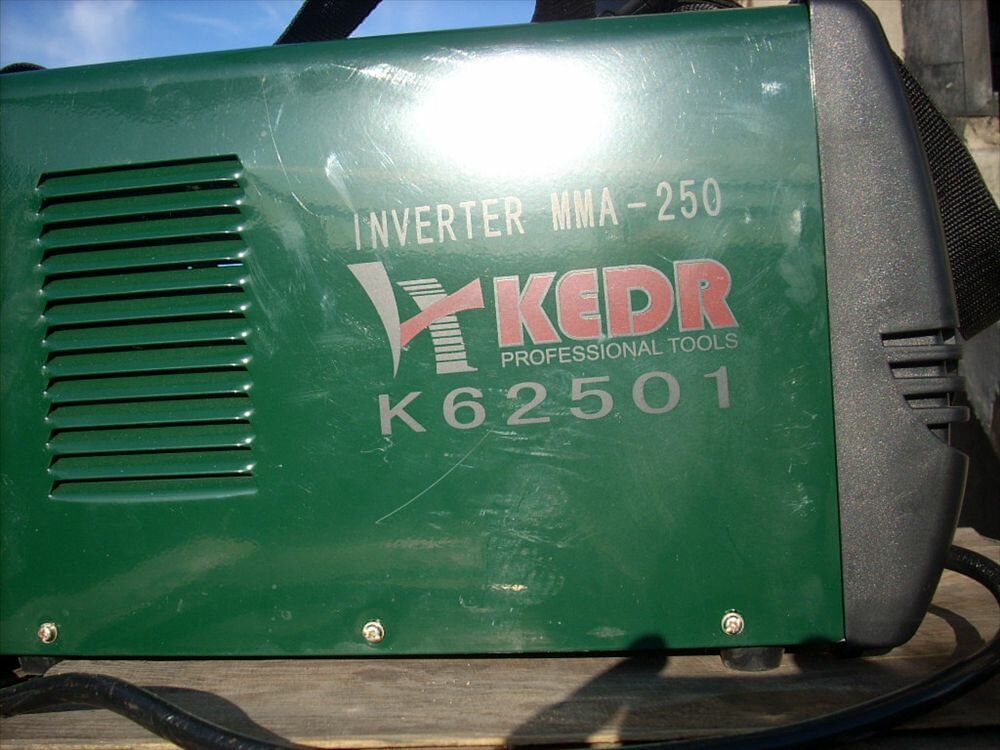 INVERTER MMA-250
KEDR
PROFESSIONAL TOOLS
K62501